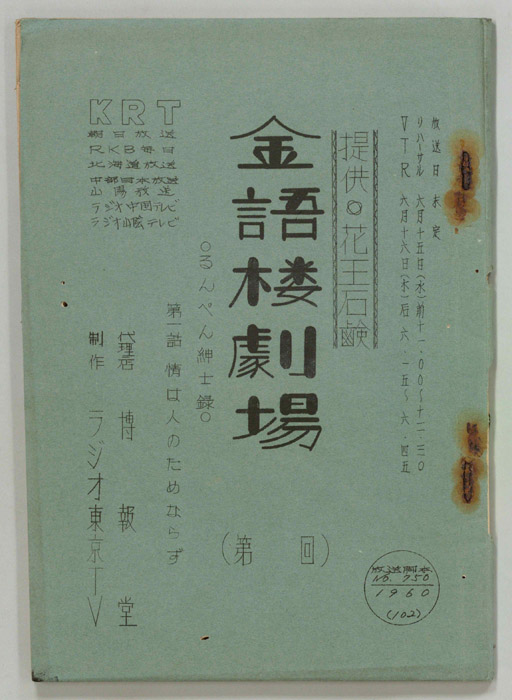 放送日 未定
リハーサル 六月十五日(水)前十一、〇〇〜十二、三〇
VTR 六月十六日(木)后六、一五〜六、四五
提供◎花王石鹸
金語楼劇場
(第 回)
○るんぺん紳士録○
第一話 情は人のためならず
KRT
朝日放送
RKB毎日
北海道放送
中部日本放送
山陽放送
ラジオ中国テレビ
ラジオ山陰テレビ
代理店 博報堂
制作 ラジオ東京TV
放送脚本
NO. 750
1960
(102)